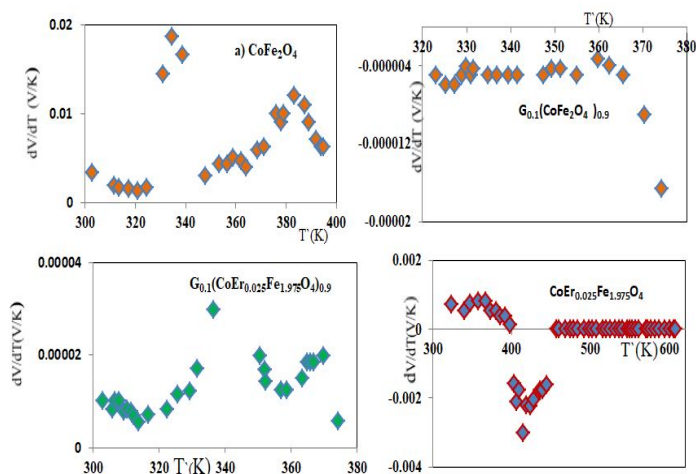 0.02
a) CoFe₂O₄
0.01
0
300 320 340 360 380 400
T`(K)
dV/dT (V/K)
T`(K)
320 330 340 350 360 370 380
-0.000004
G₀.₁(CoFe₂O₄ )₀.₉
-0.000012
-0.00002
dV/dT (V/K)
0.00004
G₀.₁(CoEr₀.₀₂₅Fe₁.₉₇₅O₄)₀.₉
0.00002
0
300 320 340 360 380
T`(K)
dV/dT(V/K)
0.002
CoEr₀.₀₂₅Fe₁.₉₇₅O₄
0
300 400 500 600
T`(K)
-0.002
-0.004
dV/dT(V/K)